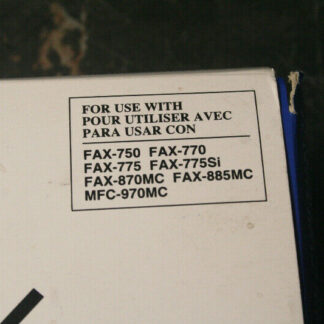 FOR USE WITH
POUR UTILISER AVEC
PARA USAR CON
FAX-750 FAX-770
FAX-775 FAX-775Si
FAX-870MC FAX-885MC
MFC-970MC